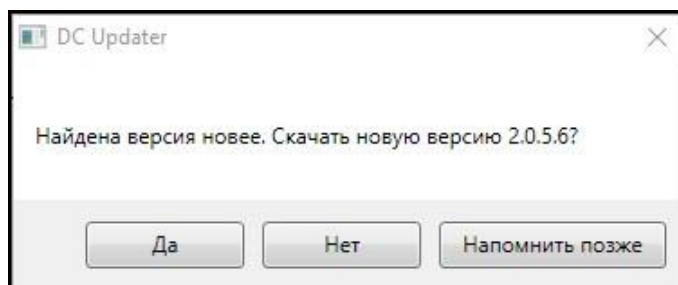 DC Updater
Найдена версия новее. Скачать новую версию 2.0.5.6?
Да
Нет
Напомнить позже